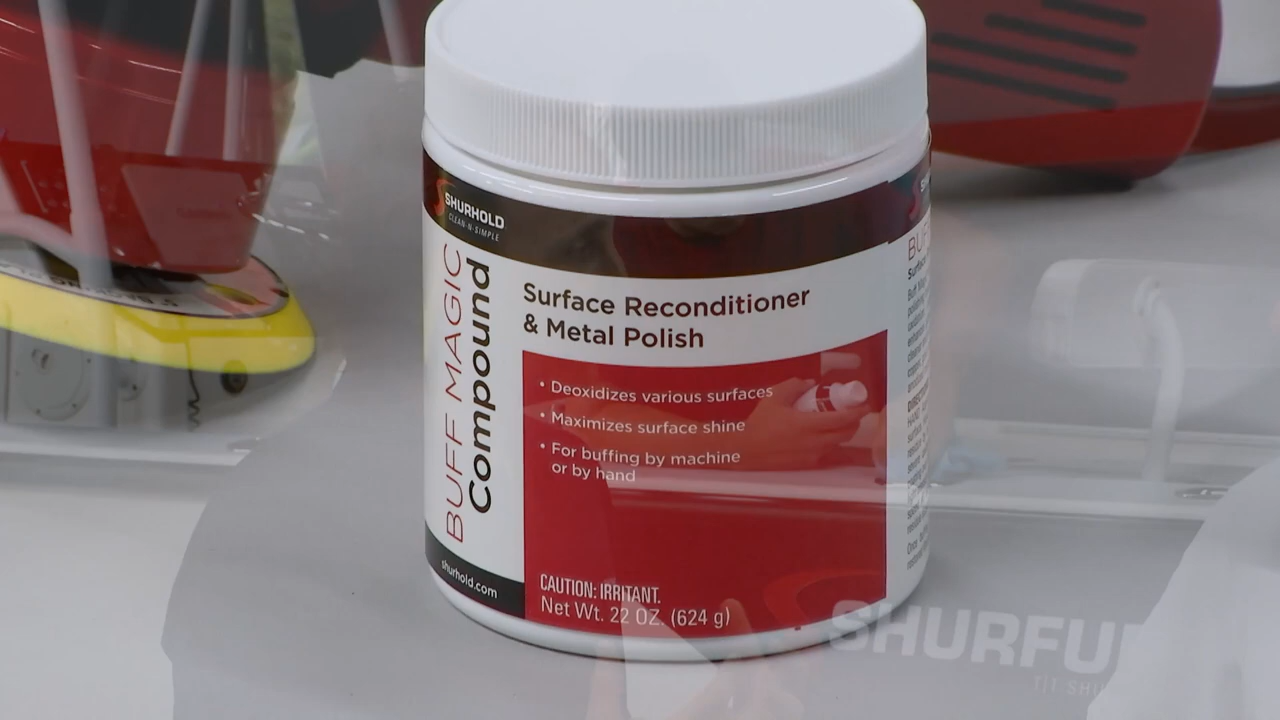 SHURHOLD
CLEAN-N-SIMPLE
BUFF MAGIC
Compound
Surface Reconditioner
& Metal Polish
• Deoxidizes various surfaces
• Maximizes surface shine
• For buffing by machine
or by hand
shurhold.com
CAUTION: IRRITANT.
Net Wt. 22 OZ. (624 g)
SHURFU